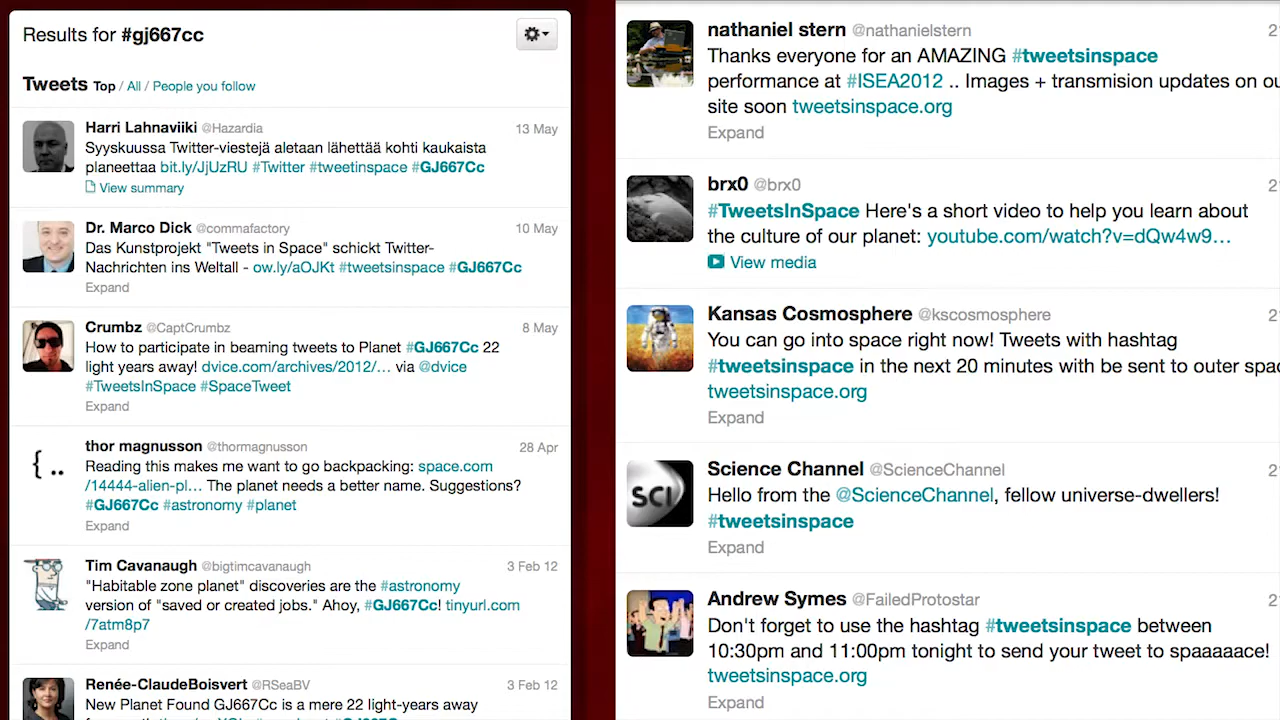 Results for #gj667cc
Tweets Top / All / People you follow
Harri Lahnaviiki @Hazardia 13 May
Syyskuussa Twitter-viestejä aletaan lähettää kohti kaukaista
planeettaa bit.ly/JjUzRU #Twitter #tweetinspace #GJ667Cc
View summary
Dr. Marco Dick @commafactory 10 May
Das Kunstprojekt "Tweets in Space" schickt Twitter-
Nachrichten ins Weltall - ow.ly/aOJKt #tweetsinspace #GJ667Cc
Expand
Crumbz @CaptCrumbz 8 May
How to participate in beaming tweets to Planet #GJ667Cc 22
light years away! dvice.com/archives/2012/… via @dvice
#TweetsInSpace #SpaceTweet
Expand
thor magnusson @thormagnusson 28 Apr
Reading this makes me want to go backpacking: space.com
/14444-alien-pl… The planet needs a better name. Suggestions?
#GJ667Cc #astronomy #planet
Expand
Tim Cavanaugh @bigtimcavanaugh 3 Feb 12
"Habitable zone planet" discoveries are the #astronomy
version of "saved or created jobs." Ahoy, #GJ667Cc! tinyurl.com
/7atm8p7
Expand
Renée-ClaudeBoisvert @RSeaBV 3 Feb 12
New Planet Found GJ667Cc is a mere 22 light-years away
nathaniel stern @nathanielstern 21
Thanks everyone for an AMAZING #tweetsinspace
performance at #ISEA2012 .. Images + transmision updates on ou
site soon tweetsinspace.org
Expand
brx0 @brx0 2
#TweetsInSpace Here's a short video to help you learn about
the culture of our planet: youtube.com/watch?v=dQw4w9…
View media
Kansas Cosmosphere @kscosmosphere 21
You can go into space right now! Tweets with hashtag
#tweetsinspace in the next 20 minutes with be sent to outer spac
tweetsinspace.org
Expand
Science Channel @ScienceChannel 21
Hello from the @ScienceChannel, fellow universe-dwellers!
#tweetsinspace
Expand
Andrew Symes @FailedProtostar 21
Don't forget to use the hashtag #tweetsinspace between
10:30pm and 11:00pm tonight to send your tweet to spaaaaace!
tweetsinspace.org
Expand